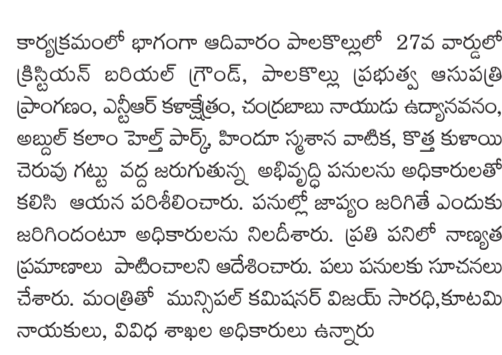 కార్యక్రమంలో భాగంగా ఆదివారం పాలకొల్లులో 27వ వార్డులో
క్రిస్టియన్ బరియల్ గ్రౌండ్, పాలకొల్లు ప్రభుత్వ ఆసుపత్రి
ప్రాంగణం, ఎన్టీఆర్ కళాక్షేత్రం, చంద్రబాబు నాయుడు ఉద్యానవనం,
అబ్దుల్ కలాం హెల్త్ పార్క్, హిందూ స్మశాన వాటిక, కొత్త కుళాయి
చెరువు గట్టు వద్ద జరుగుతున్న అభివృద్ధి పనులను అధికారులతో
కలిసి ఆయన పరిశీలించారు. పనుల్లో జాప్యం జరిగితే ఎందుకు
జరిగిందంటూ అధికారులను నిలదీశారు. ప్రతి పనిలో నాణ్యత
ప్రమాణాలు పాటించాలని ఆదేశించారు. పలు పనులకు సూచనలు
చేశారు. మంత్రితో మున్సిపల్ కమిషనర్ విజయ్ సారధి,కూటమి
నాయకులు, వివిధ శాఖల అధికారులు ఉన్నారు